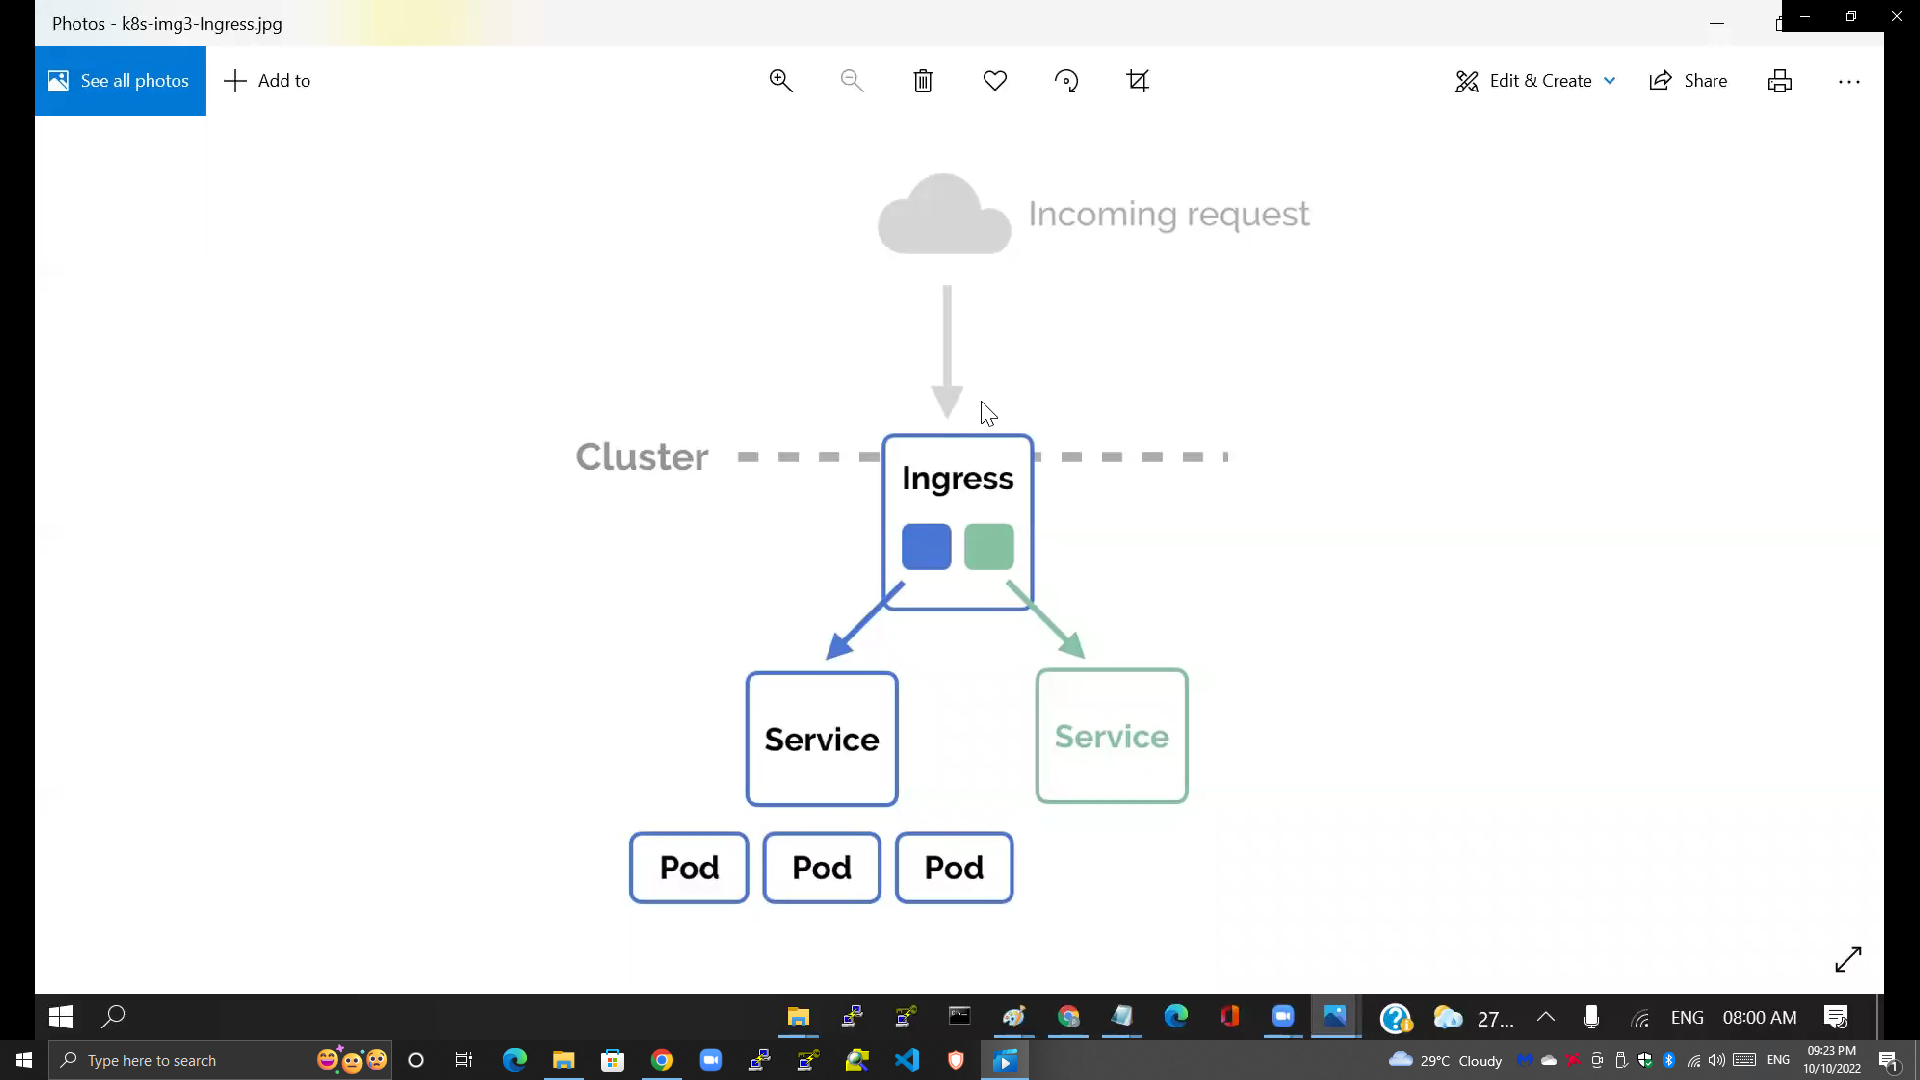 Photos - k8s-img3-Ingress.jpg
See all photos
Add to
Edit & Create
Share
Incoming request
Cluster
Ingress
Service
Service
Pod
Pod
Pod
27...
ENG
08:00 AM
Type here to search
29°C Cloudy
ENG
09:23 PM
10/10/2022
1